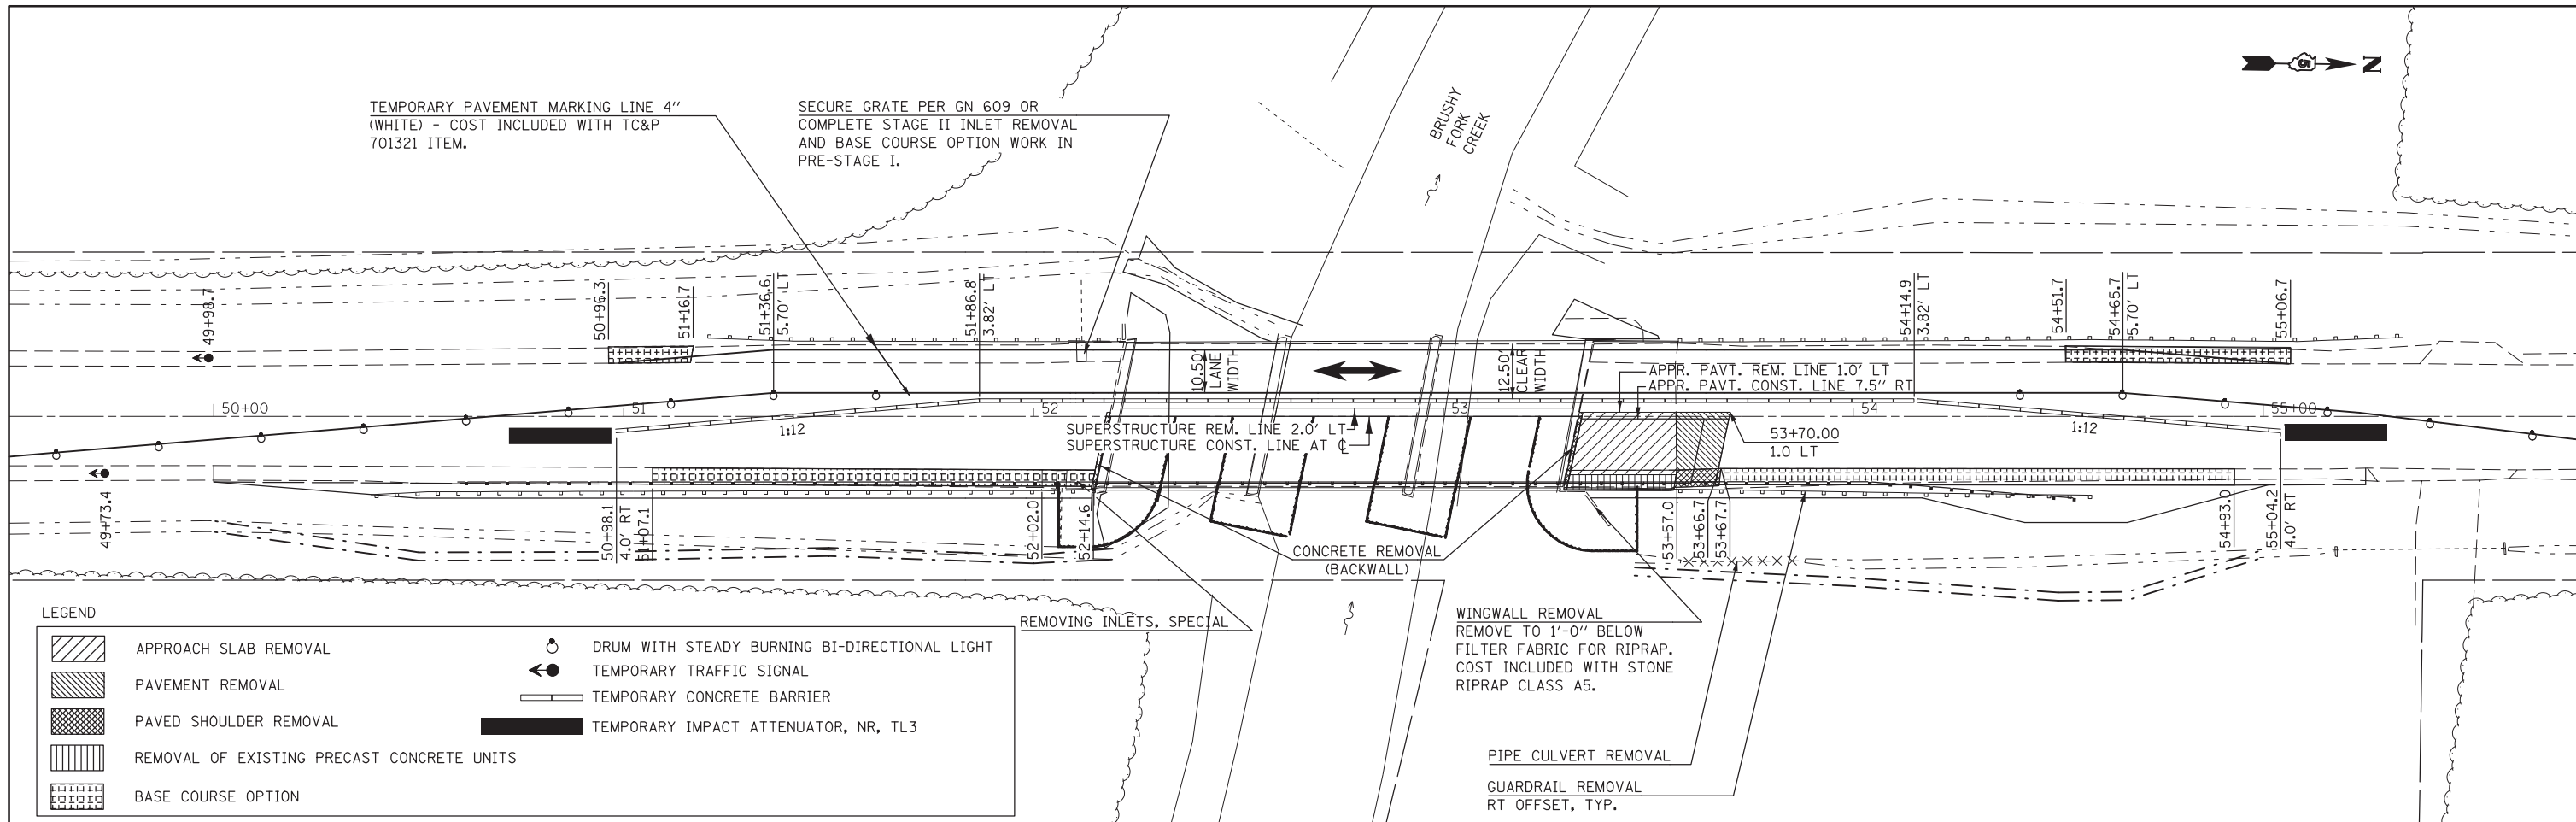 TEMPORARY PAVEMENT MARKING LINE 4"
(WHITE) - COST INCLUDED WITH TC&P
701321 ITEM.
SECURE GRATE PER GN 609 OR
COMPLETE STAGE II INLET REMOVAL
AND BASE COURSE OPTION WORK IN
PRE-STAGE I.
BRUSHY
FORK
CREEK
N
49+98.7
50+96.3
51+16.7
51+36.6
5.70' LT
51+86.8
3.82' LT
10.50'
LANE
WIDTH
12.50'
CLEAR
WIDTH
54+14.9
3.82' LT
54+51.7
54+65.7
5.70' LT
55+06.7
APPR. PAVT. REM. LINE 1.0' LT
APPR. PAVT. CONST. LINE 7.5" RT
50+00
51
52
53
54
55+00
1:12
1:12
SUPERSTRUCTURE REM. LINE 2.0' LT
SUPERSTRUCTURE CONST. LINE AT ℄
53+70.00
1.0 LT
49+73.4
50+98.1
4.0' RT
51+07.1
52+02.0
52+14.6
53+57.0
53+66.7
53+67.7
54+93.0
55+04.2
4.0' RT
CONCRETE REMOVAL
(BACKWALL)
REMOVING INLETS, SPECIAL
WINGWALL REMOVAL
REMOVE TO 1'-0" BELOW
FILTER FABRIC FOR RIPRAP.
COST INCLUDED WITH STONE
RIPRAP CLASS A5.
PIPE CULVERT REMOVAL
GUARDRAIL REMOVAL
RT OFFSET, TYP.
LEGEND
APPROACH SLAB REMOVAL
PAVEMENT REMOVAL
PAVED SHOULDER REMOVAL
REMOVAL OF EXISTING PRECAST CONCRETE UNITS
BASE COURSE OPTION
DRUM WITH STEADY BURNING BI-DIRECTIONAL LIGHT
TEMPORARY TRAFFIC SIGNAL
TEMPORARY CONCRETE BARRIER
TEMPORARY IMPACT ATTENUATOR, NR, TL3